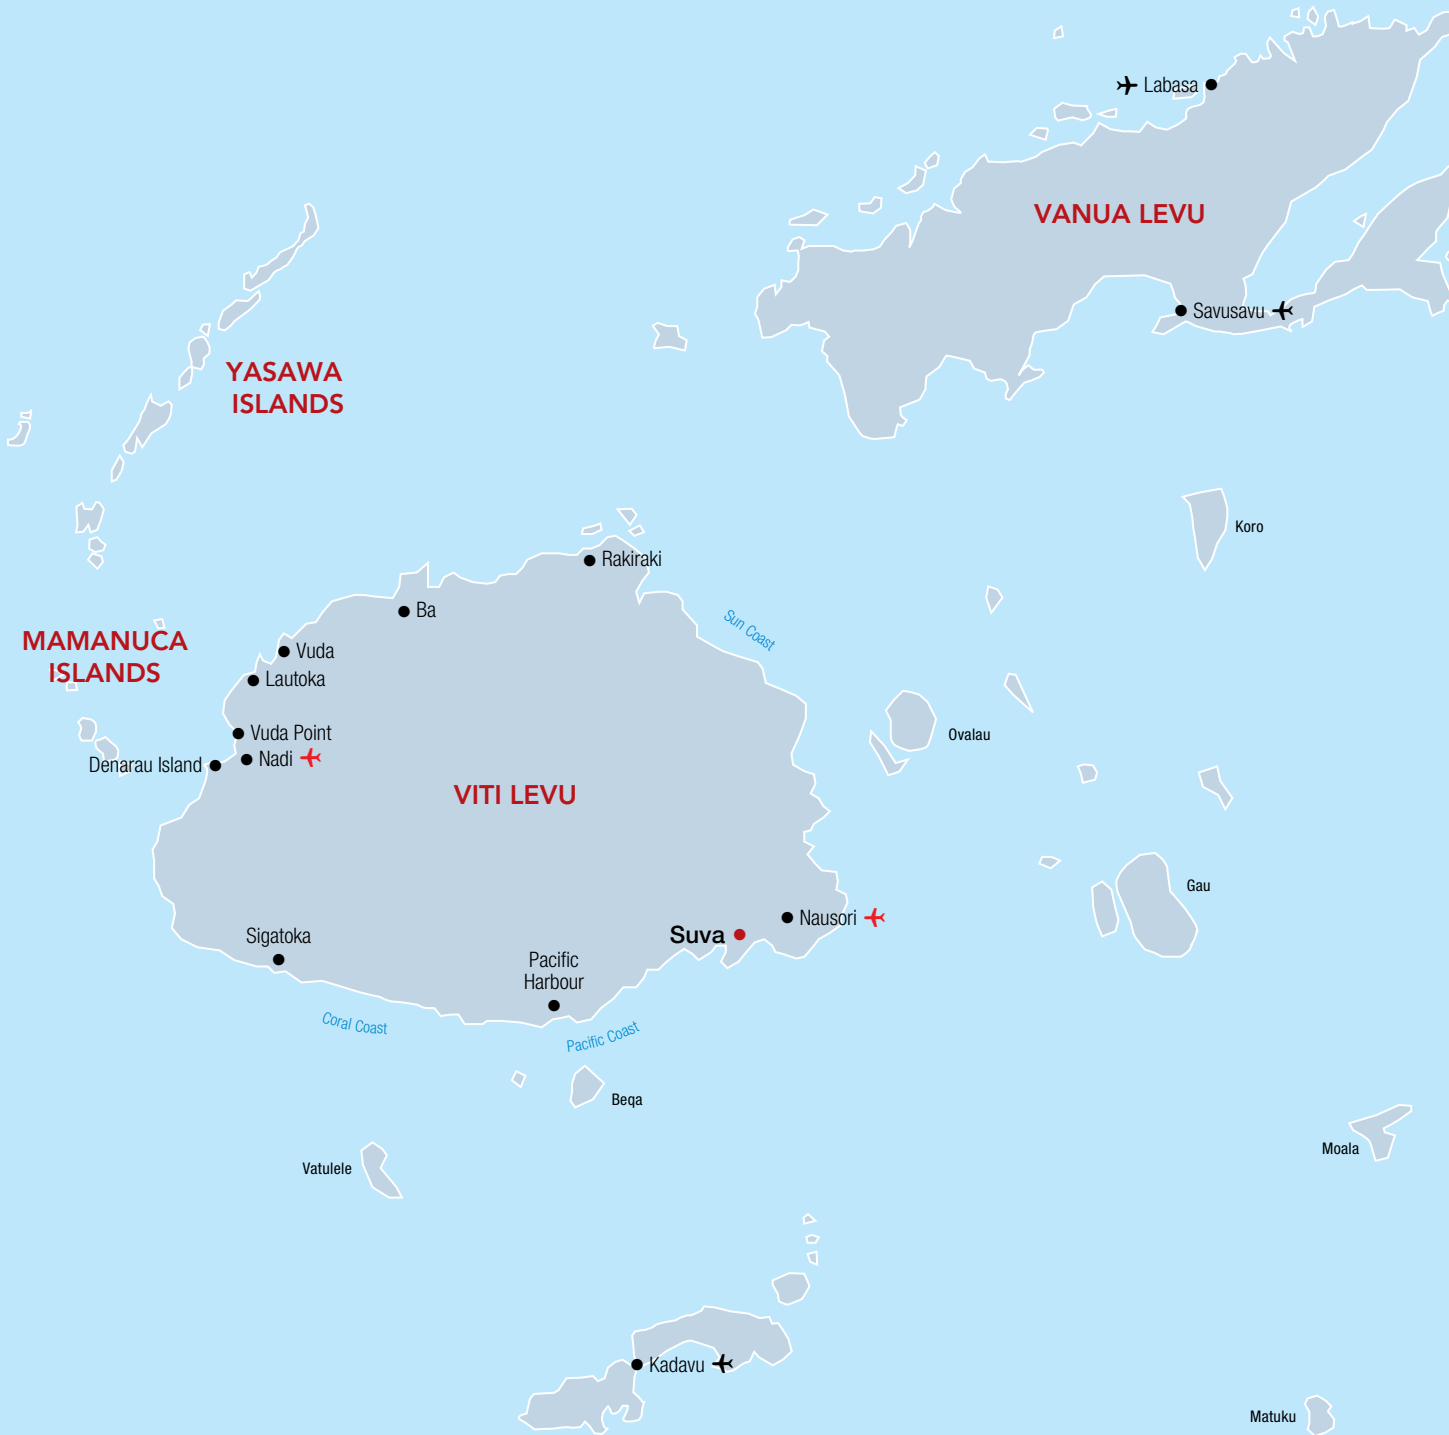 Labasa
VANUA LEVU
Savusavu
YASAWA
ISLANDS
Koro
Rakiraki
Ba
Sun Coast
MAMANUCA
ISLANDS
Vuda
Lautoka
Vuda Point
Ovalau
Nadi
Denarau Island
VITI LEVU
Gau
Nausori
Suva
Sigatoka
Pacific
Harbour
Coral Coast
Pacific Coast
Beqa
Moala
Vatulele
Kadavu
Matuku